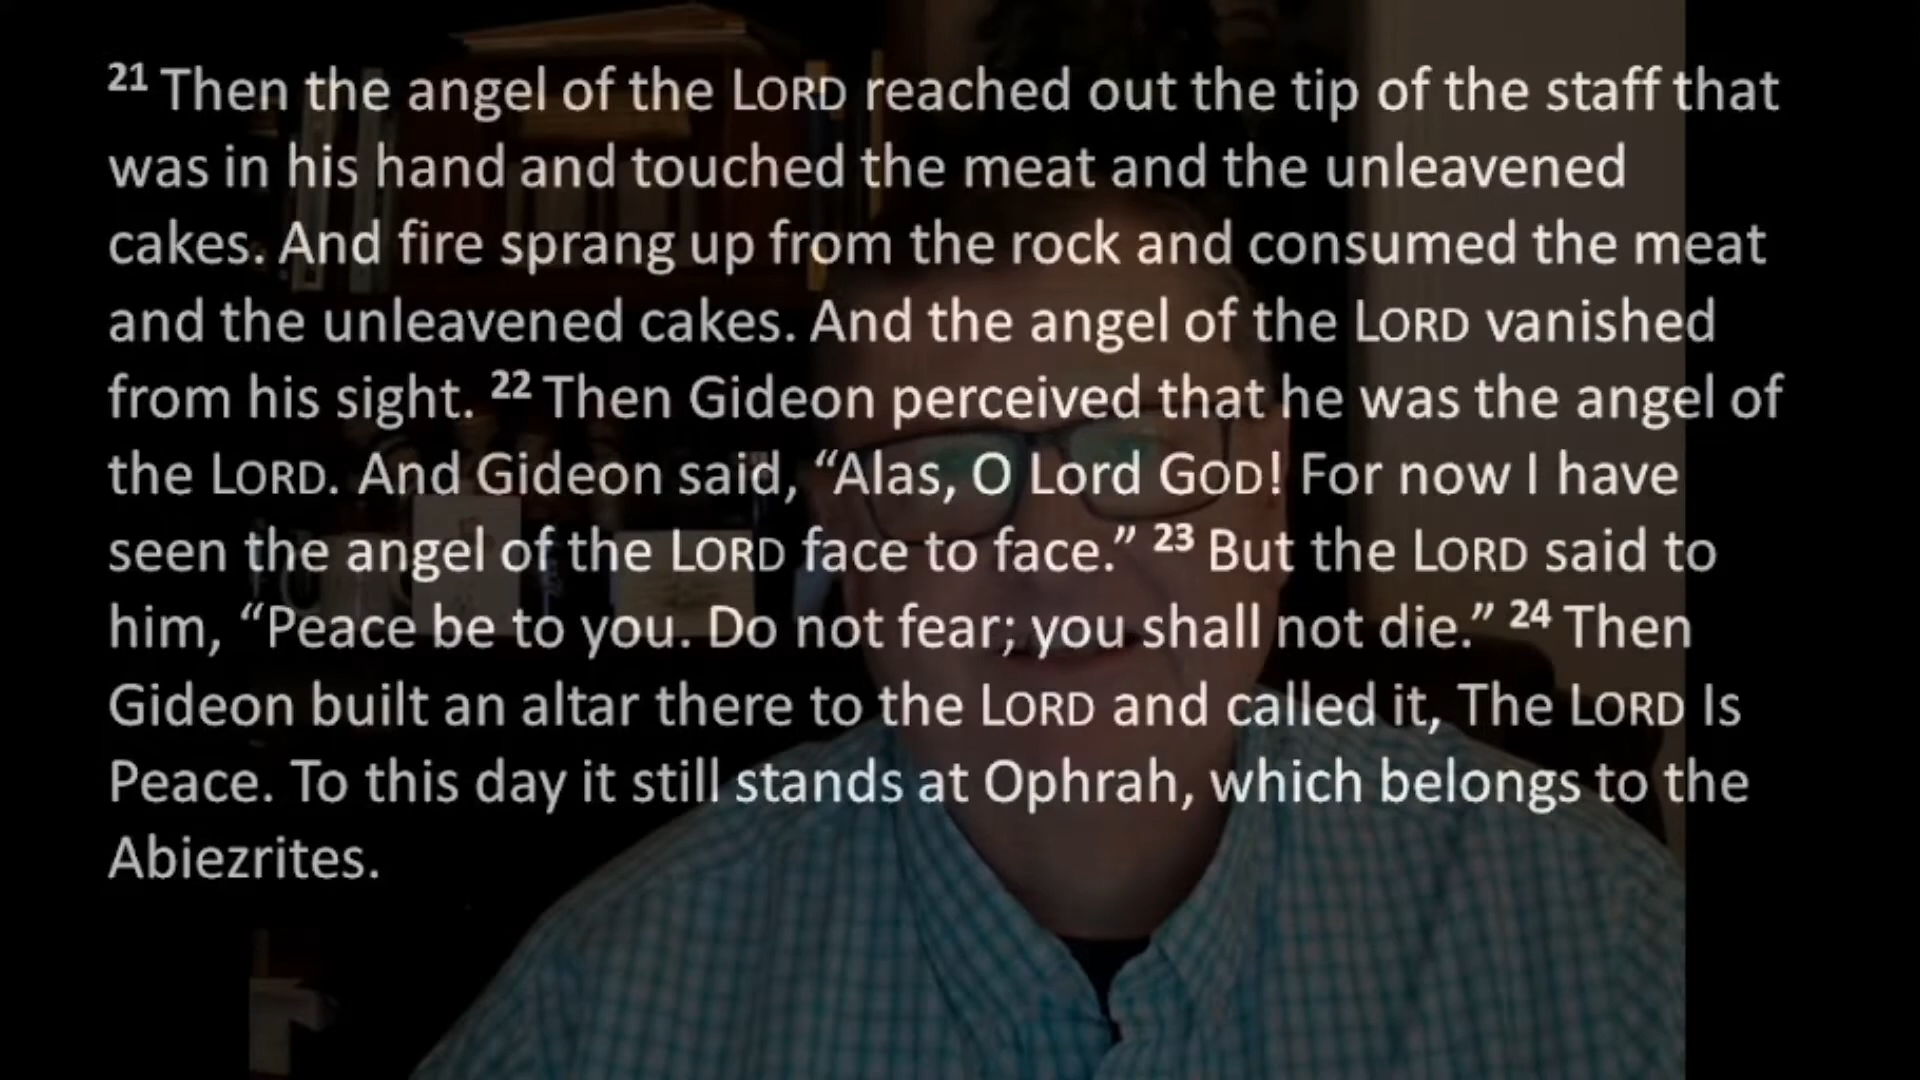 21 Then the angel of the LORD reached out the tip of the staff that
was in his hand and touched the meat and the unleavened
cakes. And fire sprang up from the rock and consumed the meat
and the unleavened cakes. And the angel of the LORD vanished
from his sight. 22 Then Gideon perceived that he was the angel of
the LORD. And Gideon said, “Alas, O Lord GOD! For now I have
seen the angel of the LORD face to face.” 23 But the LORD said to
him, “Peace be to you. Do not fear; you shall not die.” 24 Then
Gideon built an altar there to the LORD and called it, The LORD Is
Peace. To this day it still stands at Ophrah, which belongs to the
Abiezrites.